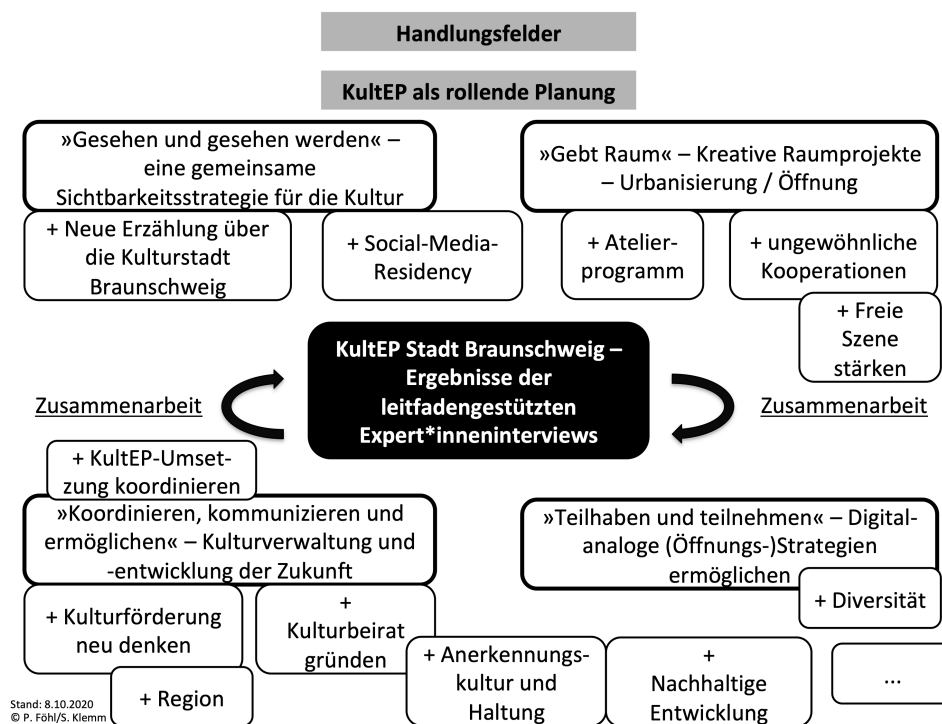 Handlungsfelder
KultEP als rollende Planung
»Gesehen und gesehen werden« –
eine gemeinsame
Sichtbarkeitsstrategie für die Kultur
+ Neue Erzählung über
die Kulturstadt
Braunschweig
+ Social-Media-
Residency
»Gebt Raum« – Kreative Raumprojekte
– Urbanisierung / Öffnung
+ Atelier-
programm
+ ungewöhnliche
Kooperationen
+ Freie
Szene
stärken
KultEP Stadt Braunschweig –
Ergebnisse der
leitfadengestützten
Expert*inneninterviews
Zusammenarbeit
Zusammenarbeit
+ KultEP-Umset-
zung koordinieren
»Koordinieren, kommunizieren und
ermöglichen« – Kulturverwaltung und
-entwicklung der Zukunft
+ Kulturförderung
neu denken
+
Kulturbeirat
gründen
+ Region
»Teilhaben und teilnehmen« – Digital-
analoge (Öffnungs-)Strategien
ermöglichen
+ Diversität
+ Anerkennungs-
kultur und
Haltung
+
Nachhaltige
Entwicklung
...
Stand: 8.10.2020
© P. Föhl/S. Klemm